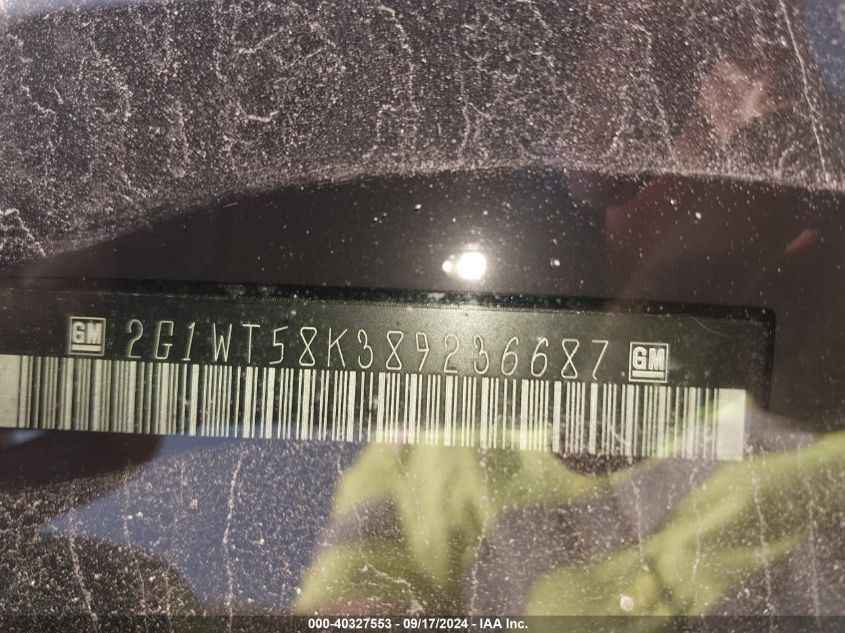 GM 2G1WT58K389236687 GM
000-40327553 - 09/17/2024 - IAA Inc.